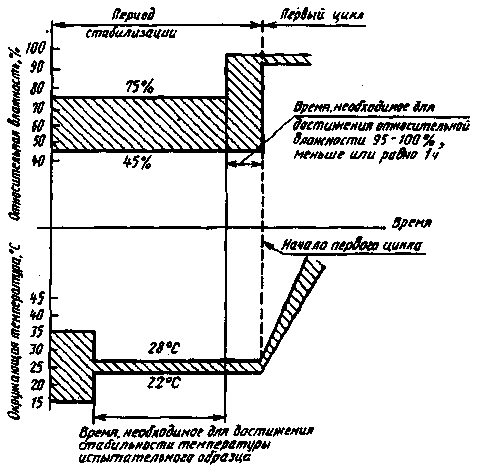 Период
стабилизации
Первый цикл
Относительная влажность, %
100
90
80
70
60
50
40
75%
45%
Время, необходимое для
достижения относительной
влажности 95-100%,
меньше или равно 1ч
Время
Начало первого цикла
Окружающая температура, °С
45
40
35
30
25
20
15
28°С
22°С
Время, необходимое для достижения
стабильности температуры
испытательного образца